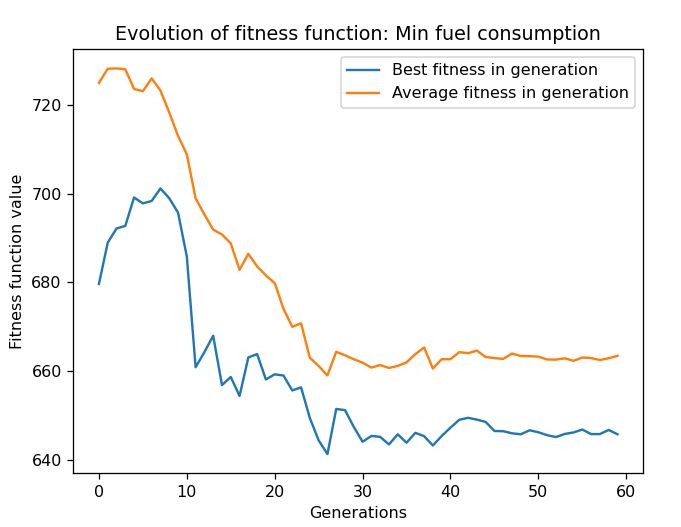 Evolution of fitness function: Min fuel consumption
Best fitness in generation
Average fitness in generation
Fitness function value
720
700
680
660
640
0 10 20 30 40 50 60
Generations